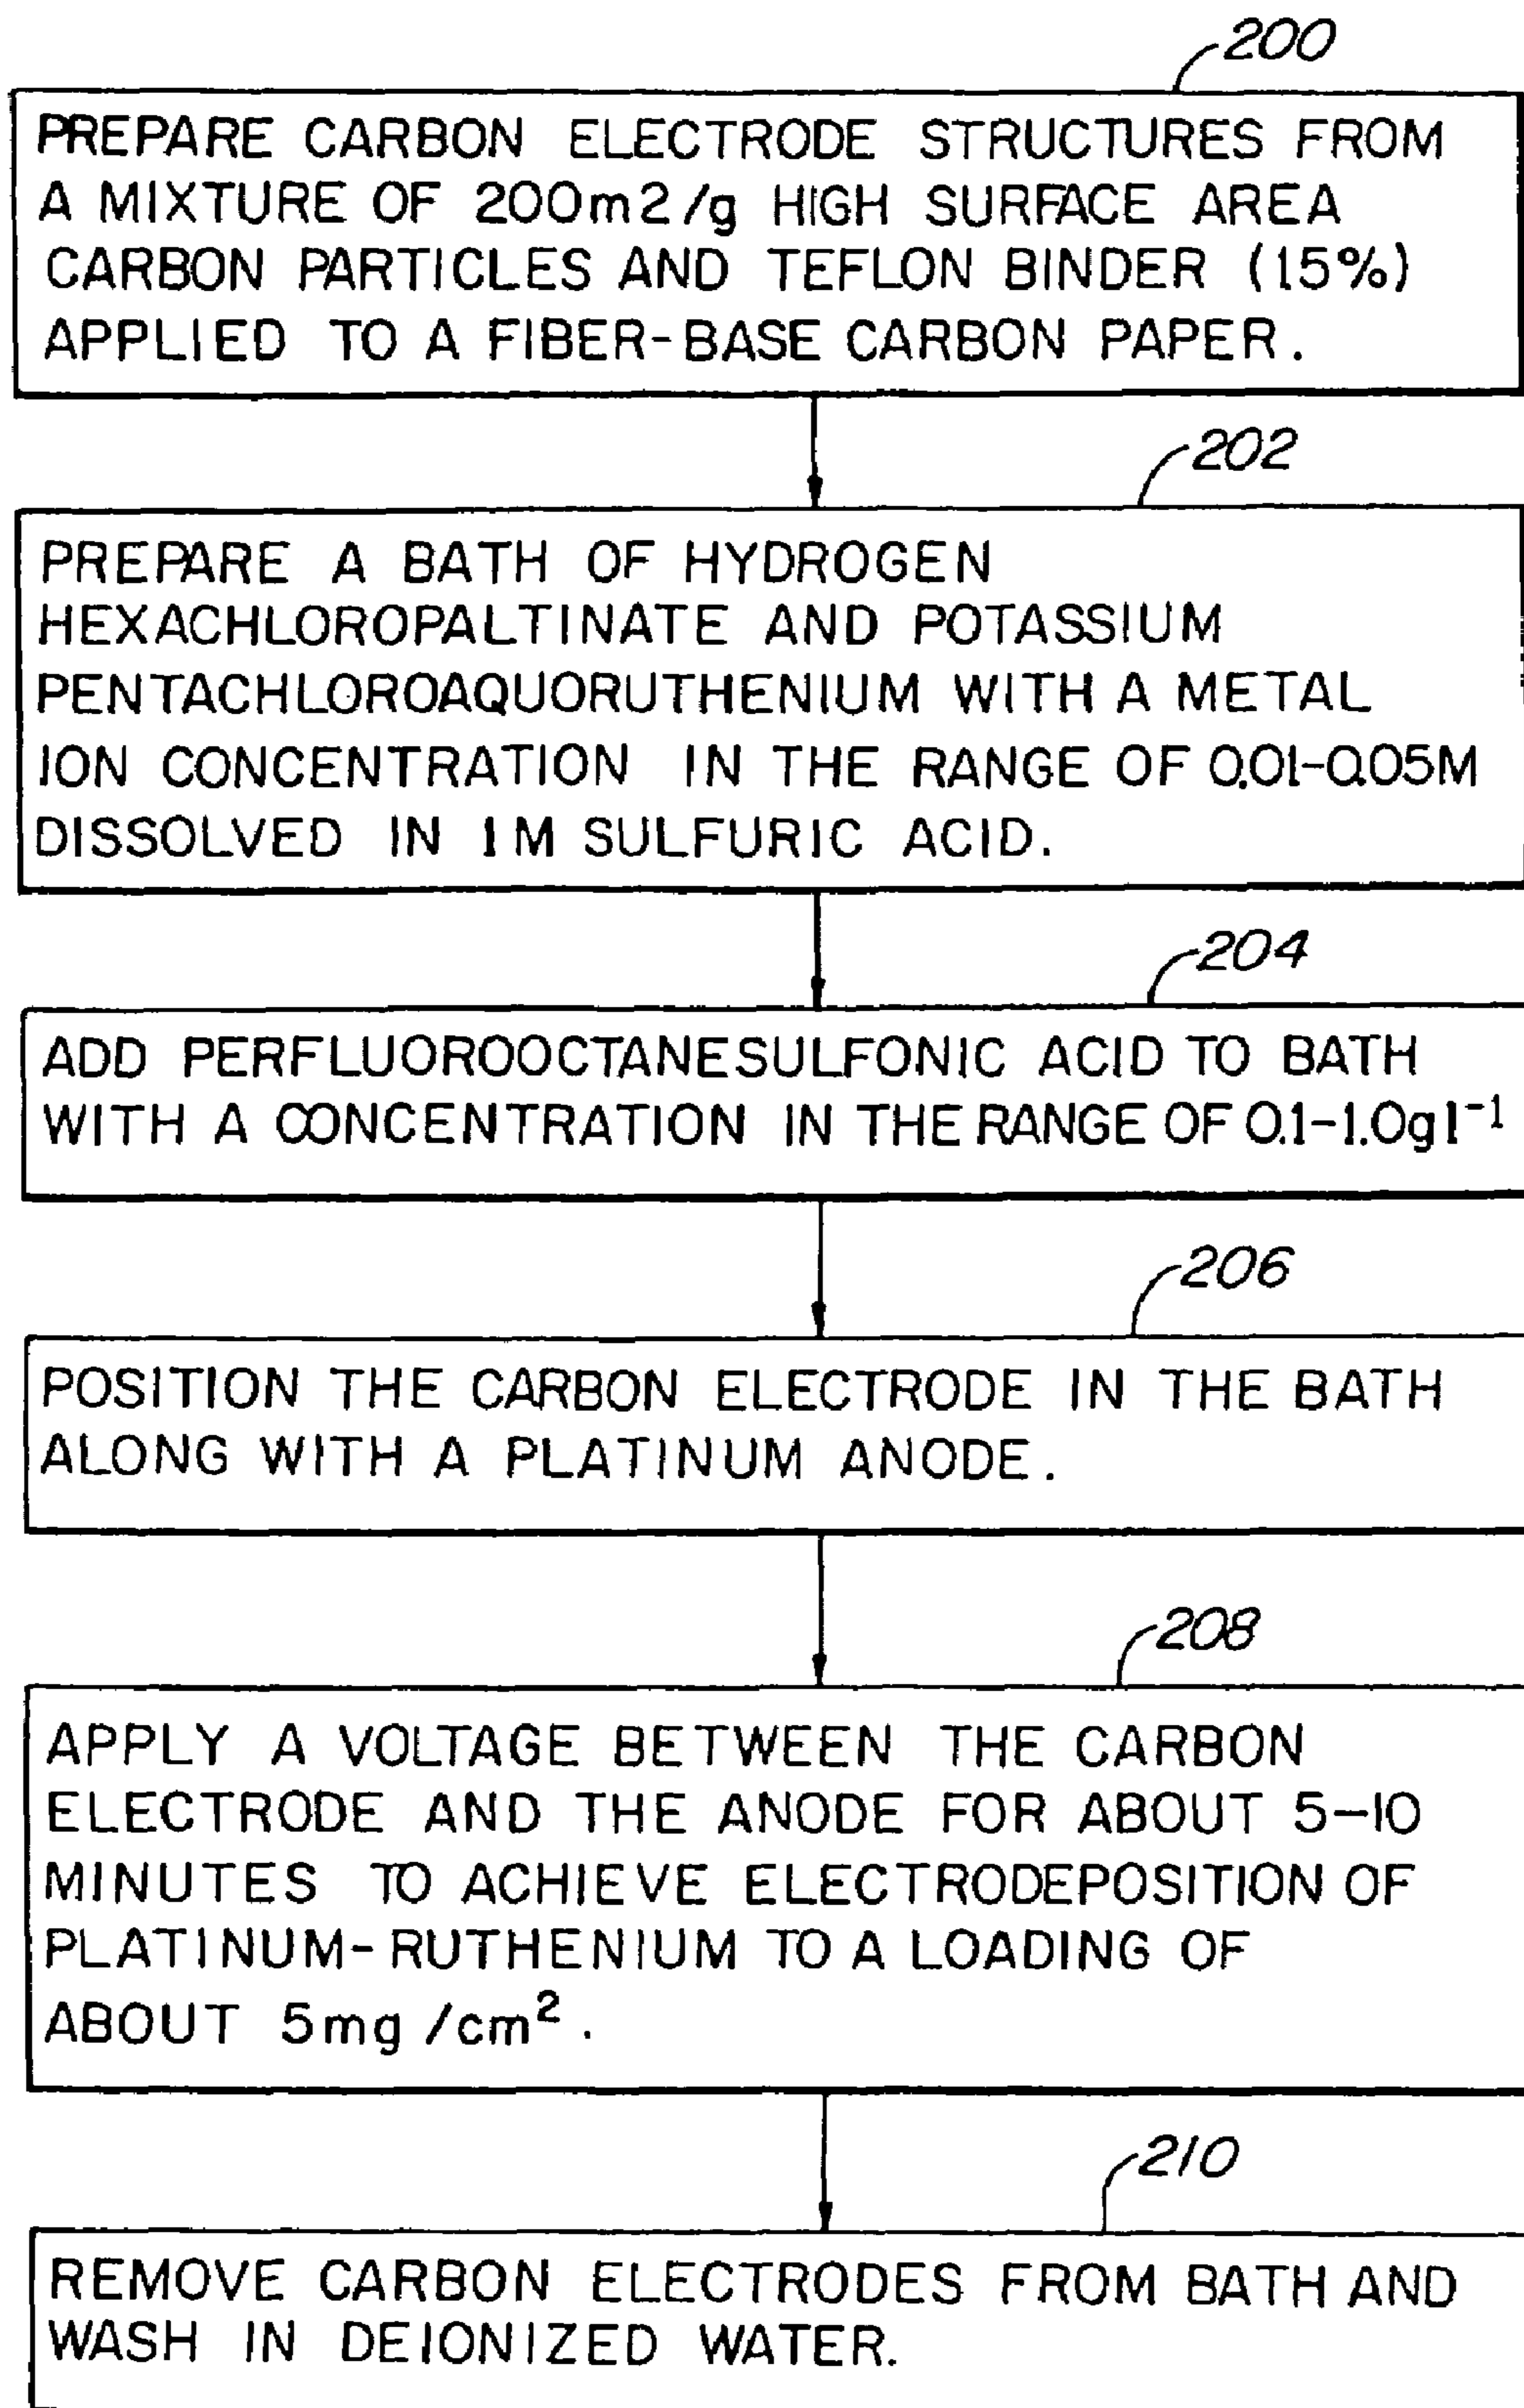 200
PREPARE CARBON ELECTRODE STRUCTURES FROM
A MIXTURE OF 200m2/g HIGH SURFACE AREA
CARBON PARTICLES AND TEFLON BINDER (15%)
APPLIED TO A FIBER-BASE CARBON PAPER.
202
PREPARE A BATH OF HYDROGEN
HEXACHLOROPALTINATE AND POTASSIUM
PENTACHLOROAQUORUTHENIUM WITH A METAL
ION CONCENTRATION IN THE RANGE OF 0.01-0.05M
DISSOLVED IN 1M SULFURIC ACID.
204
ADD PERFLUOROOCTANESULFONIC ACID TO BATH
WITH A CONCENTRATION IN THE RANGE OF 0.1-1.0gl⁻¹
206
POSITION THE CARBON ELECTRODE IN THE BATH
ALONG WITH A PLATINUM ANODE.
208
APPLY A VOLTAGE BETWEEN THE CARBON
ELECTRODE AND THE ANODE FOR ABOUT 5-10
MINUTES TO ACHIEVE ELECTRODEPOSITION OF
PLATINUM-RUTHENIUM TO A LOADING OF
ABOUT 5mg/cm².
210
REMOVE CARBON ELECTRODES FROM BATH AND
WASH IN DEIONIZED WATER.